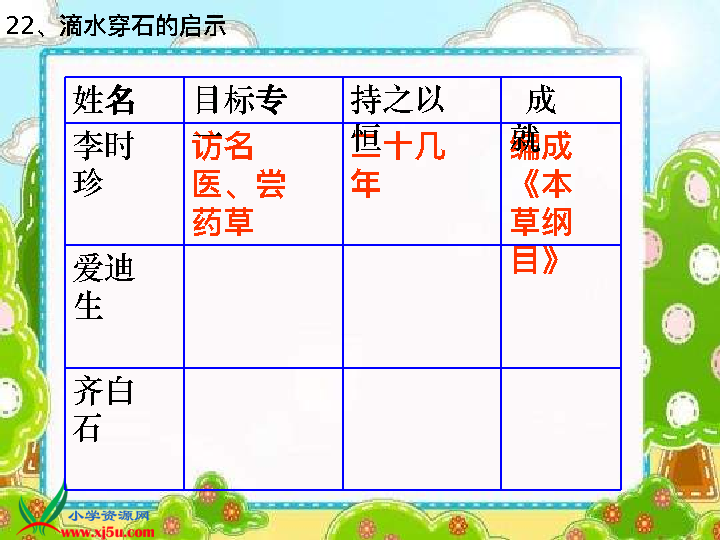 22、滴水穿石的启示
姓名
目标专
持之以
恒
成
就
李时
珍
访名
医、尝
药草
二十几
年
编成
《本
草纲
目》
爱迪
生
齐白
石
小学资源网
www.xj5u.com